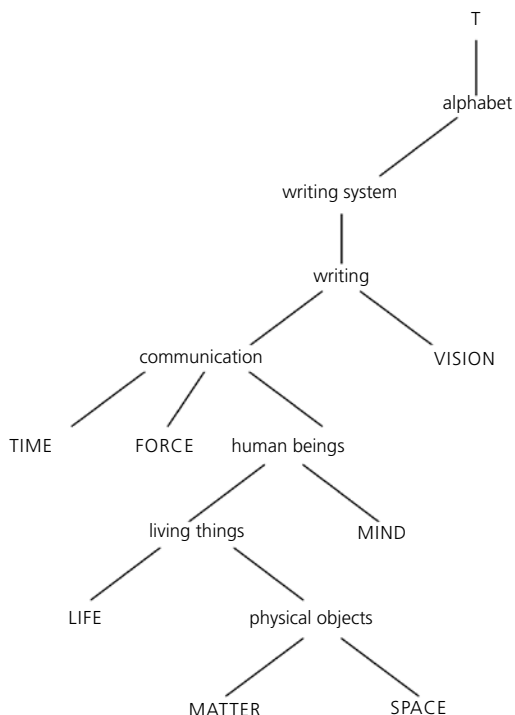 T
alphabet
writing system
writing
communication
VISION
TIME
FORCE
human beings
living things
MIND
LIFE
physical objects
MATTER
SPACE